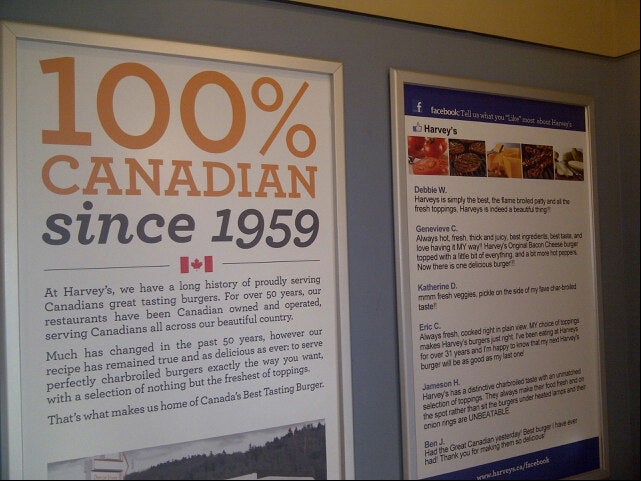 100%
CANADIAN
since 1959
At Harvey's, we have a long history of proudly serving
Canadians great tasting burgers. For over 50 years, our
restaurants have been Canadian owned and operated,
serving Canadians all across our beautiful country.
Much has changed in the past 50 years, however our
recipe has remained true and as delicious as ever: to serve
perfectly charbroiled burgers exactly the way you want,
with a selection of nothing but the freshest of toppings.
That's what makes us home of Canada's Best Tasting Burger.
f facebook: Tell us what you "Like" most about Harvey's
Harvey's
Debbie W.
Harveys is simply the best, the flame broiled patty and all the
fresh toppings, Harveys is indeed a beautiful thing!!
Genevieve C.
Always hot, fresh, thick and juicy, best ingredients, best taste, and
love having it MY way!! Harvey's Original Bacon Cheese burger
topped with a little bit of everything, and a bit more hot peppers.
Now there is one delicious burger!!
Katherine D.
mmm fresh veggies, pickle on the side of my fave char-broiled
taste!!
Eric C.
Always fresh, cooked right in plain view. MY choice of toppings
makes Harvey's burgers just right. I've been eating at Harveys
for over 31 years and I'm happy to know that my next Harvey's
burger will be as good as my last one!
Jameson H.
Harvey's has a distinctive charbroiled taste with an unmatched
selection of toppings. They always make their food fresh and on
the spot rather than sit the burgers under heated lamps and their
onion rings are UNBEATABLE.
Ben J.
Had the Great Canadian yesterday! Best burger I have ever
had! Thank you for making them so delicious!
www.harveys.ca/facebook